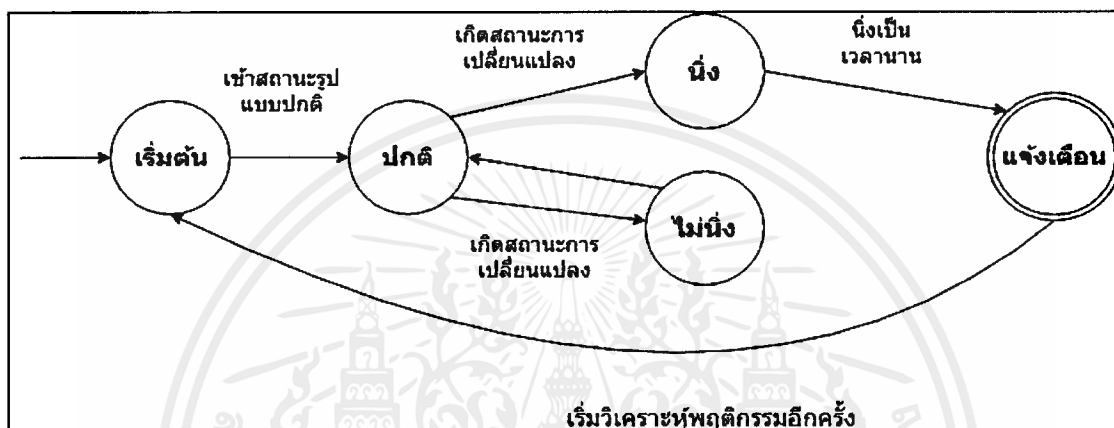 เกิดสถานะการ
เปลี่ยนแปลง
นิ่ง
นิ่งเป็น
เวลานาน
เข้าสถานะรูป
แบบปกติ
เริ่มต้น
ปกติ
แจ้งเตือน
ไม่นิ่ง
เกิดสถานะการ
เปลี่ยนแปลง
เริ่มวิเคราะห์พฤติกรรมอีกครั้ง